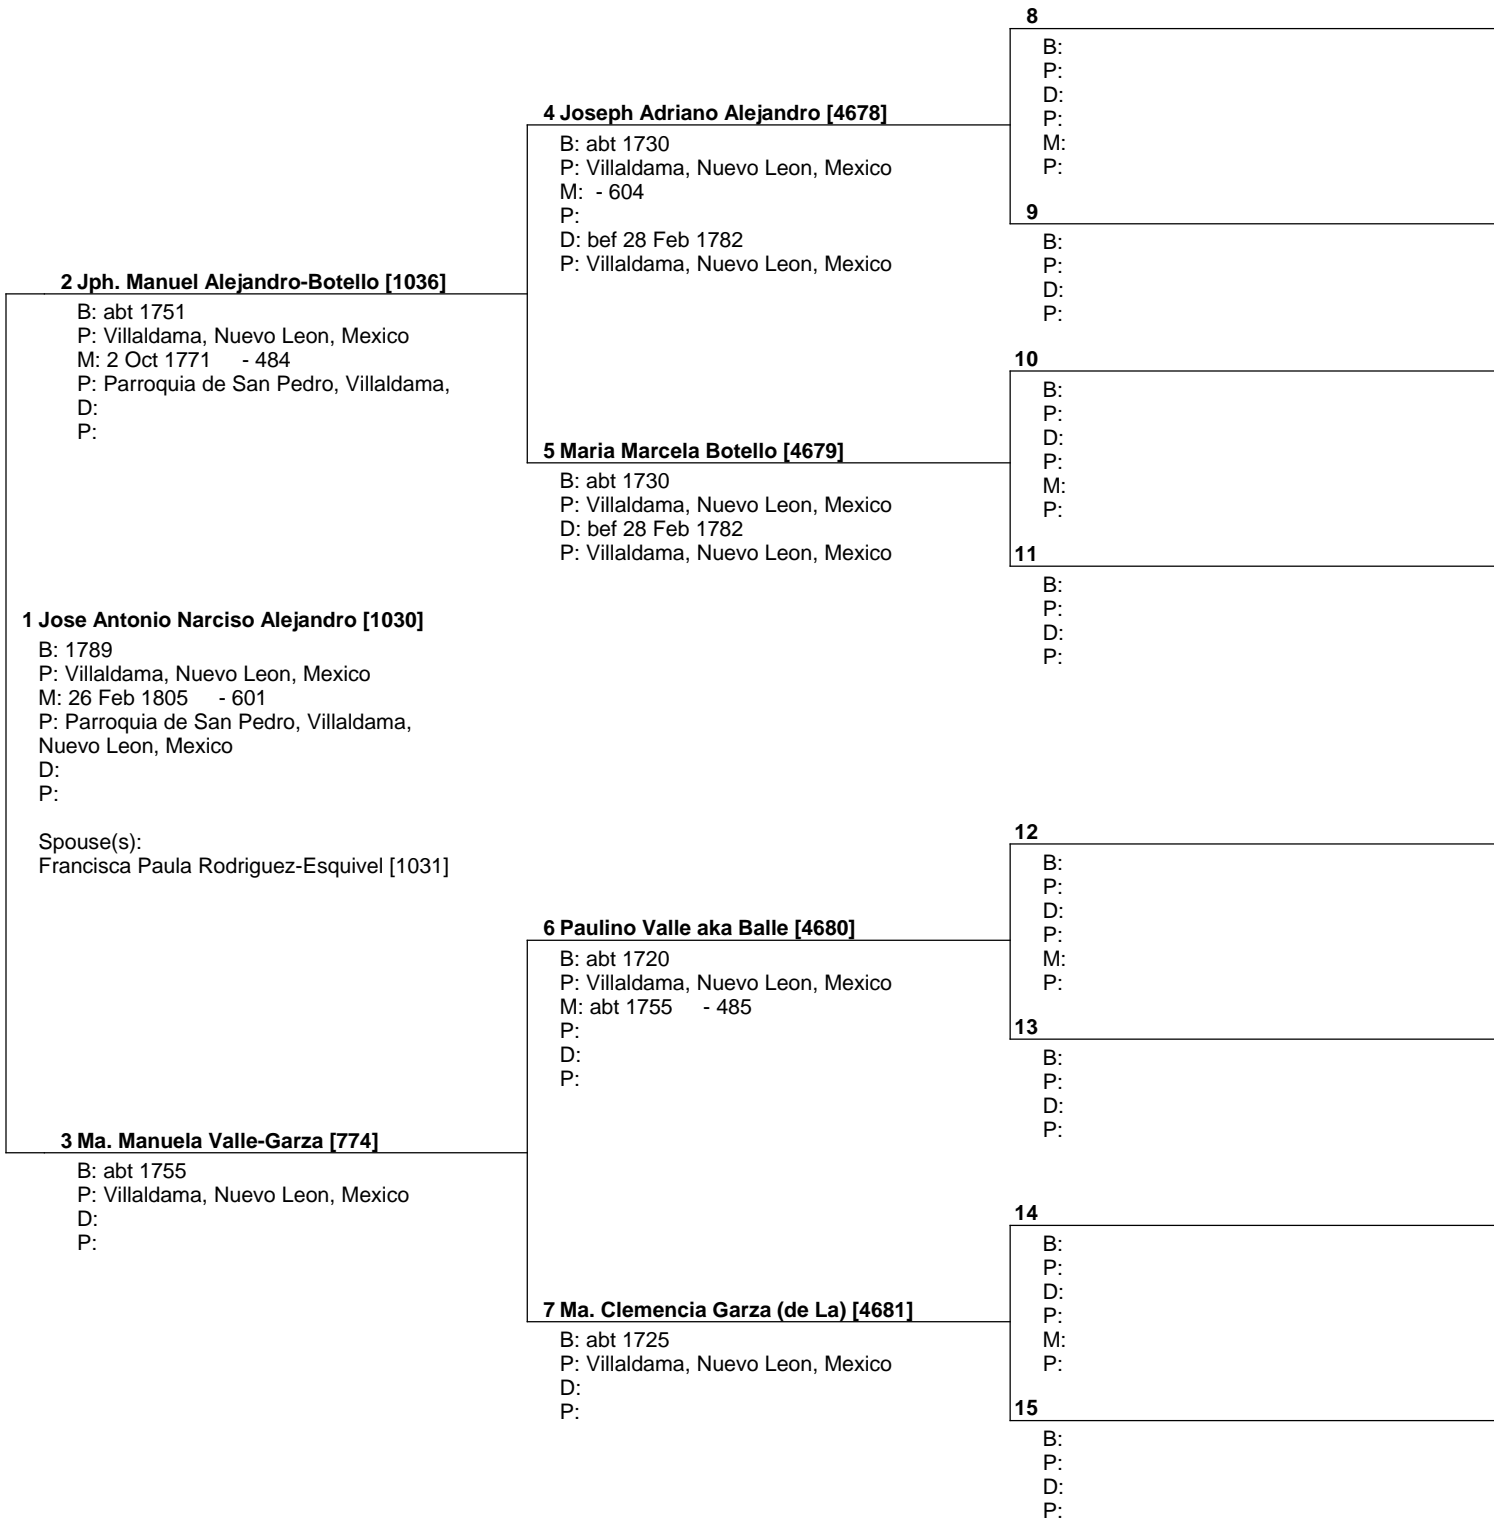 8
B:
P:
D:
P:
M:
P:
4 Joseph Adriano Alejandro [4678]
B: abt 1730
P: Villaldama, Nuevo Leon, Mexico
M:  - 604
P:
D: bef 28 Feb 1782
P: Villaldama, Nuevo Leon, Mexico
9
B:
P:
D:
P:
2 Jph. Manuel Alejandro-Botello [1036]
B: abt 1751
P: Villaldama, Nuevo Leon, Mexico
M: 2 Oct 1771 - 484
P: Parroquia de San Pedro, Villaldama,
D:
P:
10
B:
P:
D:
P:
M:
P:
5 Maria Marcela Botello [4679]
B: abt 1730
P: Villaldama, Nuevo Leon, Mexico
D: bef 28 Feb 1782
P: Villaldama, Nuevo Leon, Mexico
11
B:
P:
D:
P:
1 Jose Antonio Narciso Alejandro [1030]
B: 1789
P: Villaldama, Nuevo Leon, Mexico
M: 26 Feb 1805 - 601
P: Parroquia de San Pedro, Villaldama,
Nuevo Leon, Mexico
D:
P:
Spouse(s):
Francisca Paula Rodriguez-Esquivel [1031]
12
B:
P:
D:
P:
M:
P:
6 Paulino Valle aka Balle [4680]
B: abt 1720
P: Villaldama, Nuevo Leon, Mexico
M: abt 1755 - 485
P:
D:
P:
13
B:
P:
D:
P:
3 Ma. Manuela Valle-Garza [774]
B: abt 1755
P: Villaldama, Nuevo Leon, Mexico
D:
P:
14
B:
P:
D:
P:
M:
P:
7 Ma. Clemencia Garza (de La) [4681]
B: abt 1725
P: Villaldama, Nuevo Leon, Mexico
D:
P:
15
B:
P:
D:
P: